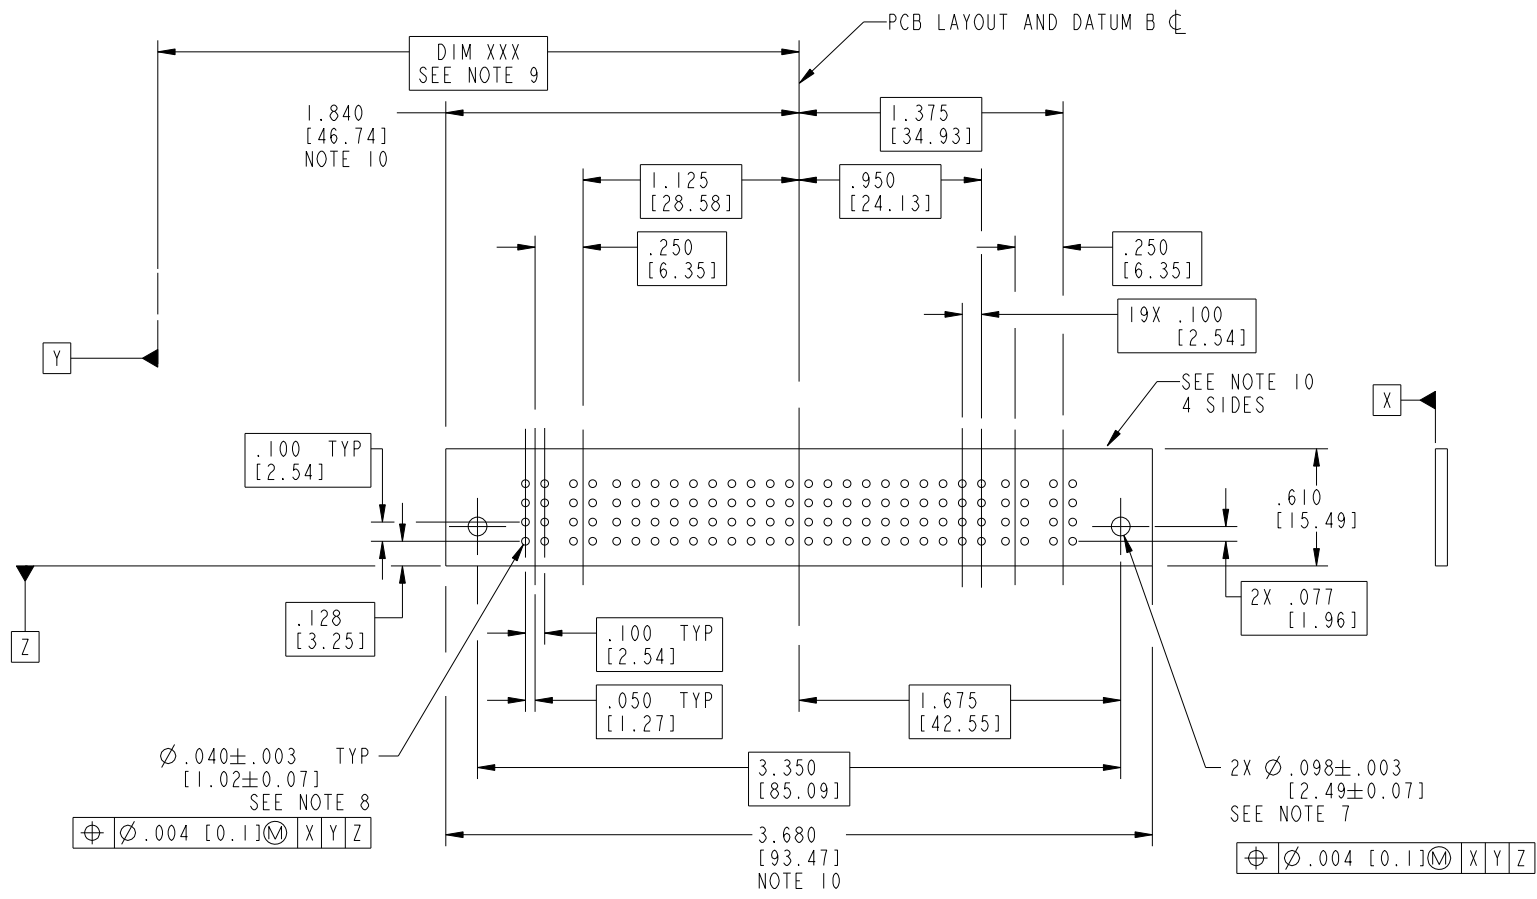 PCB LAYOUT AND DATUM B ℄
DIM XXX
SEE NOTE 9
1.840
[46.74]
NOTE 10
1.375
[34.93]
1.125
[28.58]
.950
[24.13]
.250
[6.35]
.250
[6.35]
19X .100
[2.54]
Y
SEE NOTE 10
4 SIDES
X
.100 TYP
[2.54]
.610
[15.49]
Z
.128
[3.25]
2X .077
[1.96]
.100 TYP
[2.54]
.050 TYP
[1.27]
1.675
[42.55]
Ø.040±.003 TYP
[1.02±0.07]
SEE NOTE 8
⌖ Ø.004 [0.1]Ⓜ X Y Z
3.350
[85.09]
2X Ø.098±.003
[2.49±0.07]
SEE NOTE 7
⌖ Ø.004 [0.1]Ⓜ X Y Z
3.680
[93.47]
NOTE 10